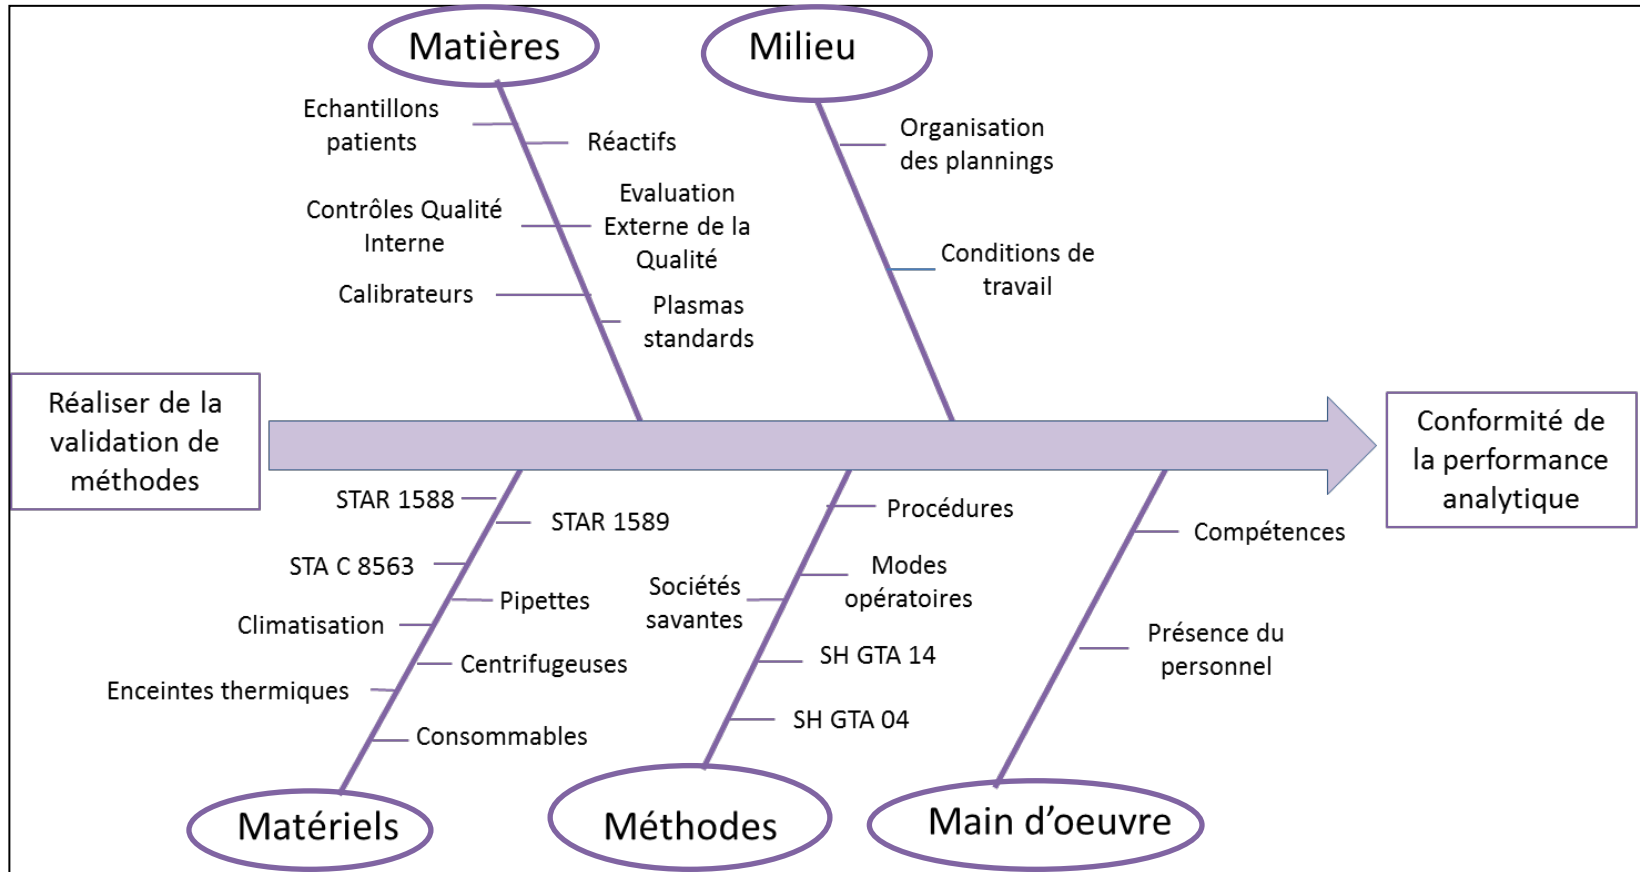 Matières
Milieu
Echantillons
patients
Réactifs
Contrôles Qualité
Interne
Evaluation
Externe de la
Qualité
Calibrateurs
Plasmas
standards
Organisation
des plannings
Conditions de
travail
Réaliser de la
validation de
méthodes
Conformité de
la performance
analytique
STAR 1588
STAR 1589
STA C 8563
Pipettes
Climatisation
Centrifugeuses
Enceintes thermiques
Consommables
Procédures
Modes
opératoires
Sociétés
savantes
SH GTA 14
SH GTA 04
Compétences
Présence du
personnel
Matériels
Méthodes
Main d’oeuvre